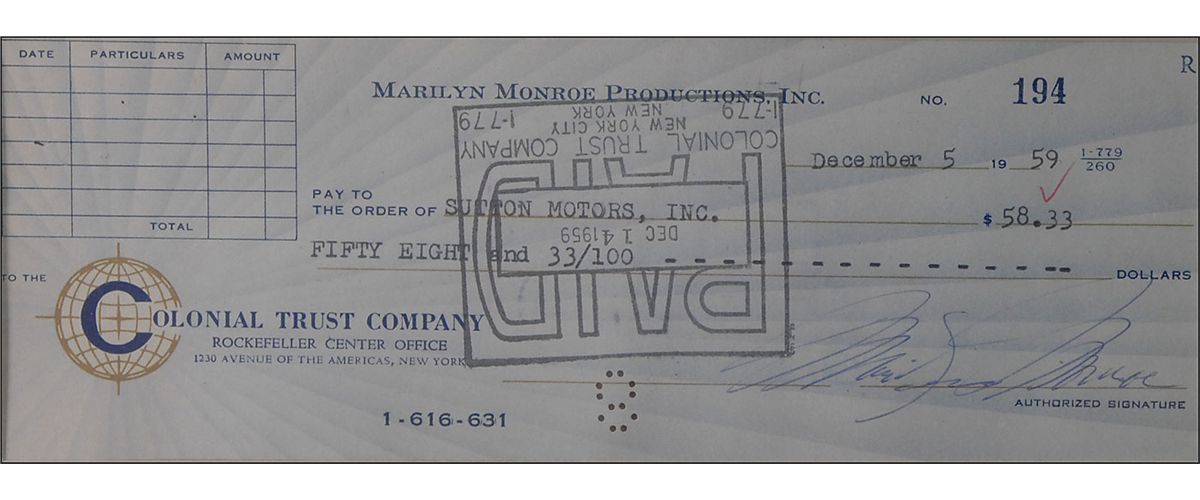 DATE PARTICULARS AMOUNT
TOTAL
R
MARILYN MONROE PRODUCTIONS, INC.
NO. 194
December 5 19 59 1-779
260
PAY TO
THE ORDER OF SUTTON MOTORS, INC. $ 58.33
FIFTY EIGHT and 33/100 - - - - - - - - - - - - - - DOLLARS
TO THE
COLONIAL TRUST COMPANY
ROCKEFELLER CENTER OFFICE
1230 AVENUE OF THE AMERICAS, NEW YORK
1-616-631
Marilyn Monroe
AUTHORIZED SIGNATURE
PAID
DEC 14 1959
COLONIAL TRUST COMPANY
NEW YORK CITY
1-779 NEW YORK 1-779